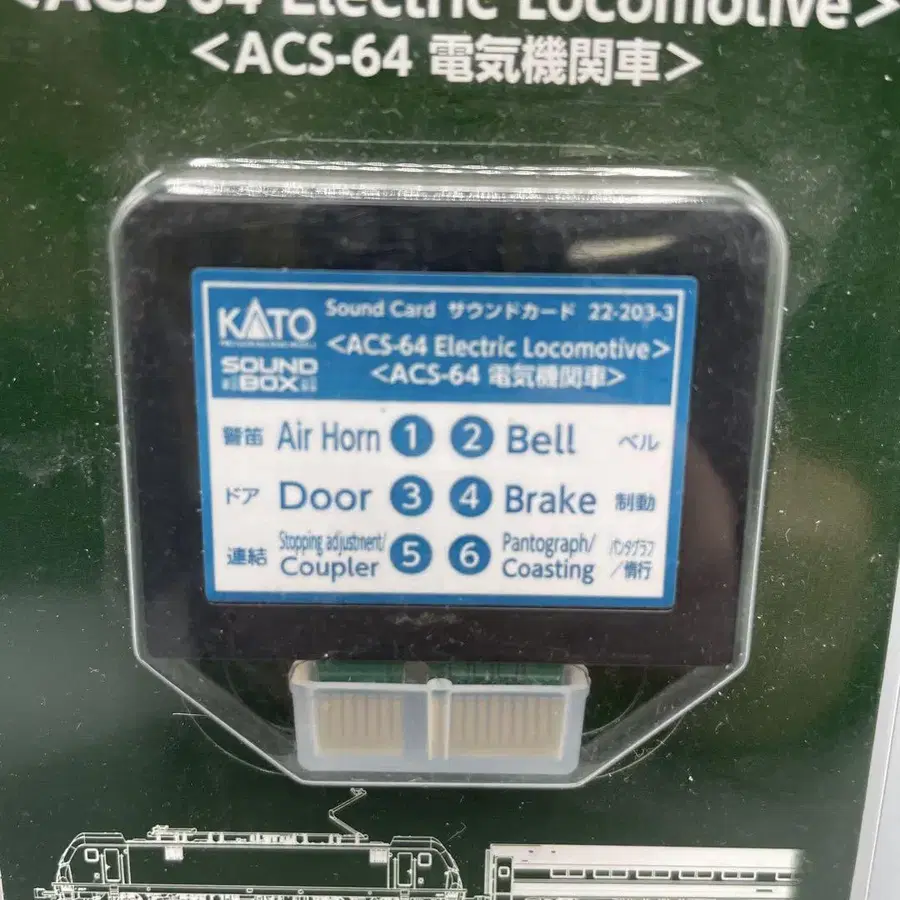 <ACS-64 Electric Locomotive>
<ACS-64 電気機関車>
KATO
Sound Card サウンドカード 22-203-3
<ACS-64 Electric Locomotive>
SOUND BOX
<ACS-64 電気機関車>
警笛 Air Horn 1 2 Bell ベル
ドア Door 3 4 Brake 制動
連結 Stopping adjustment/ Coupler 5 6 Pantograph/ Coasting パンタグラフ/惰行